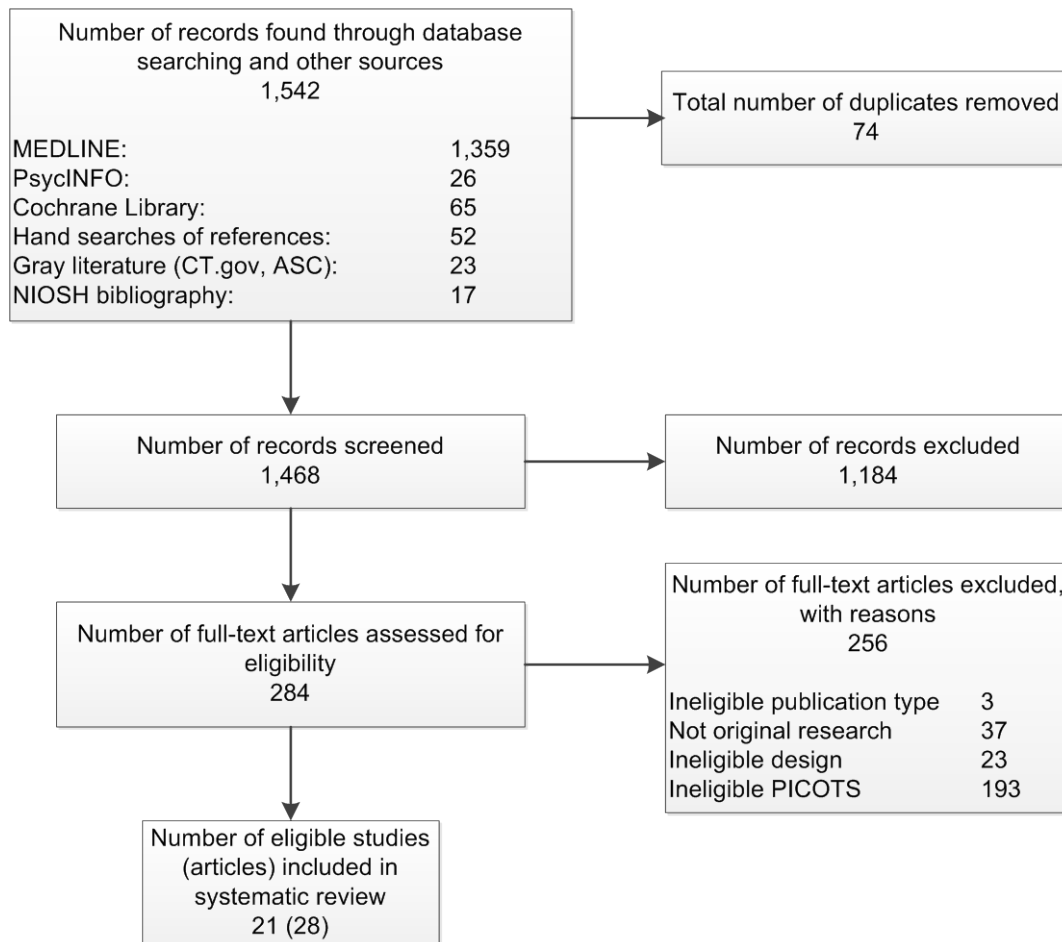 Number of records found through database
searching and other sources
1,542
MEDLINE: 1,359
PsycINFO: 26
Cochrane Library: 65
Hand searches of references: 52
Gray literature (CT.gov, ASC): 23
NIOSH bibliography: 17
Total number of duplicates removed
74
Number of records screened
1,468
Number of records excluded
1,184
Number of full-text articles assessed for
eligibility
284
Number of full-text articles excluded,
with reasons
256
Ineligible publication type 3
Not original research 37
Ineligible design 23
Ineligible PICOTS 193
Number of eligible studies
(articles) included in
systematic review
21 (28)